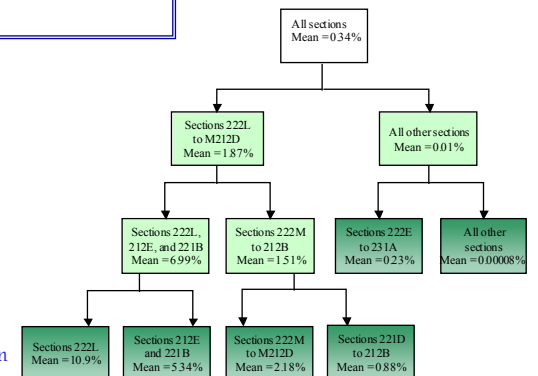 All sections
Mean =0.34%
Sections 222L
to M212D
Mean =1.87%
All other sections
Mean =0.01%
Sections 222L,
212E, and 221B
Mean =6.99%
Sections 222M
to 212B
Mean =1.51%
Sections 222E
to 231A
Mean =0.23%
All other
sections
Mean =0.00008%
Sections 222L
Mean =10.9%
Sections 212E
and 221B
Mean =5.34%
Sections 222M
to M212D
Mean =2.18%
Sections 221D
to 212B
Mean =0.88%